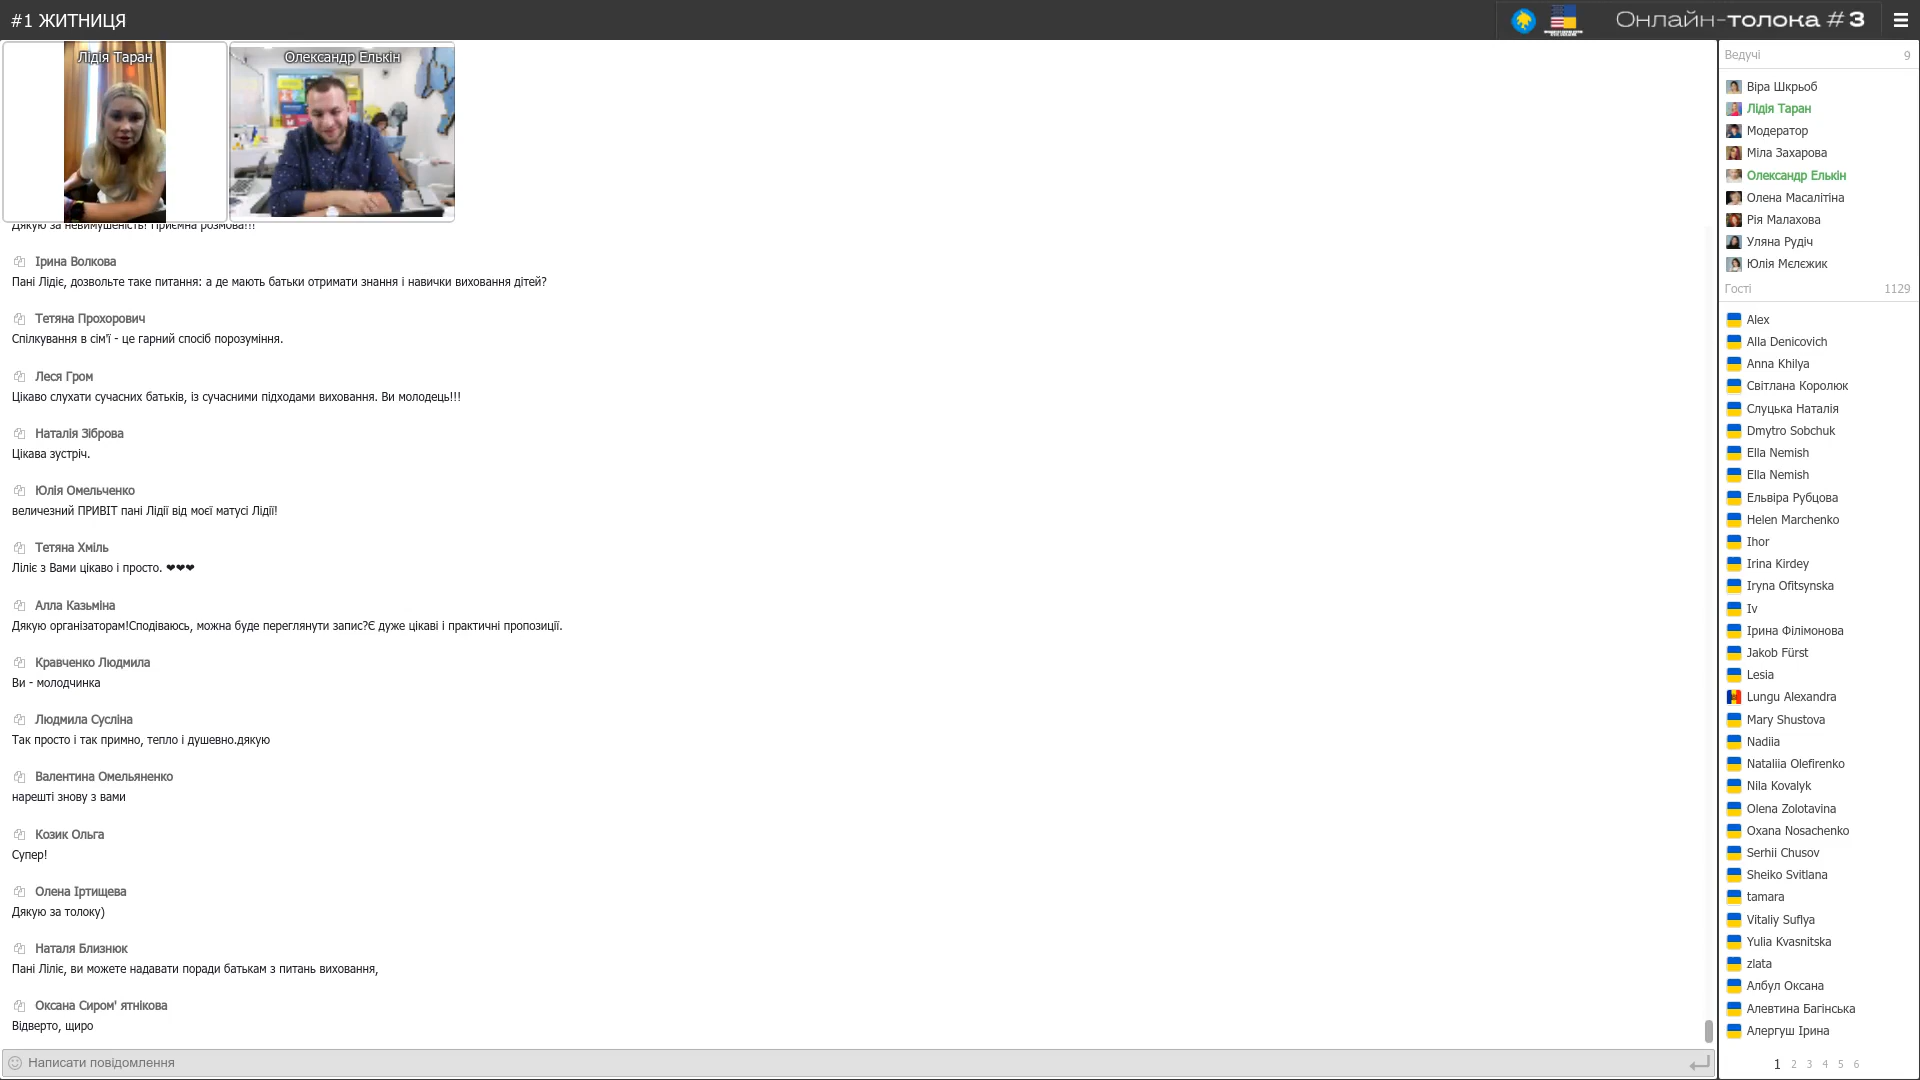 #1 ЖИТНИЦЯ
Онлайн-толока #3
Лідія Таран
Олександр Елькін
Дякую за невимушеність! Приємна розмова!!!
Ірина Волкова
Пані Лідіє, дозвольте таке питання: а де мають батьки отримати знання і навички виховання дітей?
Тетяна Прохорович
Спілкування в сім'ї - це гарний спосіб порозуміння.
Леся Гром
Цікаво слухати сучасних батьків, із сучасними підходами виховання. Ви молодець!!!
Наталія Зіброва
Цікава зустріч.
Юлія Омельченко
величезний ПРИВІТ пані Лідії від моєї матусі Лідії!
Тетяна Хміль
Ліліє з Вами цікаво і просто. ❤❤❤
Алла Казьміна
Дякую організаторам!Сподіваюсь, можна буде переглянути запис?Є дуже цікаві і практичні пропозиції.
Кравченко Людмила
Ви - молодчинка
Людмила Сусліна
Так просто і так примно, тепло і душевно.дякую
Валентина Омельяненко
нарешті знову з вами
Козик Ольга
Супер!
Олена Іртищева
Дякую за толоку)
Наталя Близнюк
Пані Ліліє, ви можете надавати поради батькам з питань виховання,
Оксана Сиром' ятнікова
Відверто, щиро
Написати повідомлення
Ведучі 9
Віра Шкрьоб
Лідія Таран
Модератор
Міла Захарова
Олександр Елькін
Олена Масалітіна
Рія Малахова
Уляна Рудіч
Юлія Мєлєжик
Гості 1129
Alex
Alla Denicovich
Anna Khilya
Світлана Королюк
Слуцька Наталія
Dmytro Sobchuk
Ella Nemish
Ella Nemish
Ельвіра Рубцова
Helen Marchenko
Ihor
Irina Kirdey
Iryna Ofitsynska
Iv
Ірина Філімонова
Jakob Fürst
Lesia
Lungu Alexandra
Mary Shustova
Nadiia
Nataliia Olefirenko
Nila Kovalyk
Olena Zolotavina
Oxana Nosachenko
Serhii Chusov
Sheiko Svitlana
tamara
Vitaliy Suflya
Yulia Kvasnitska
zlata
Албул Оксана
Алевтина Багінська
Алергуш Ірина
1 2 3 4 5 6